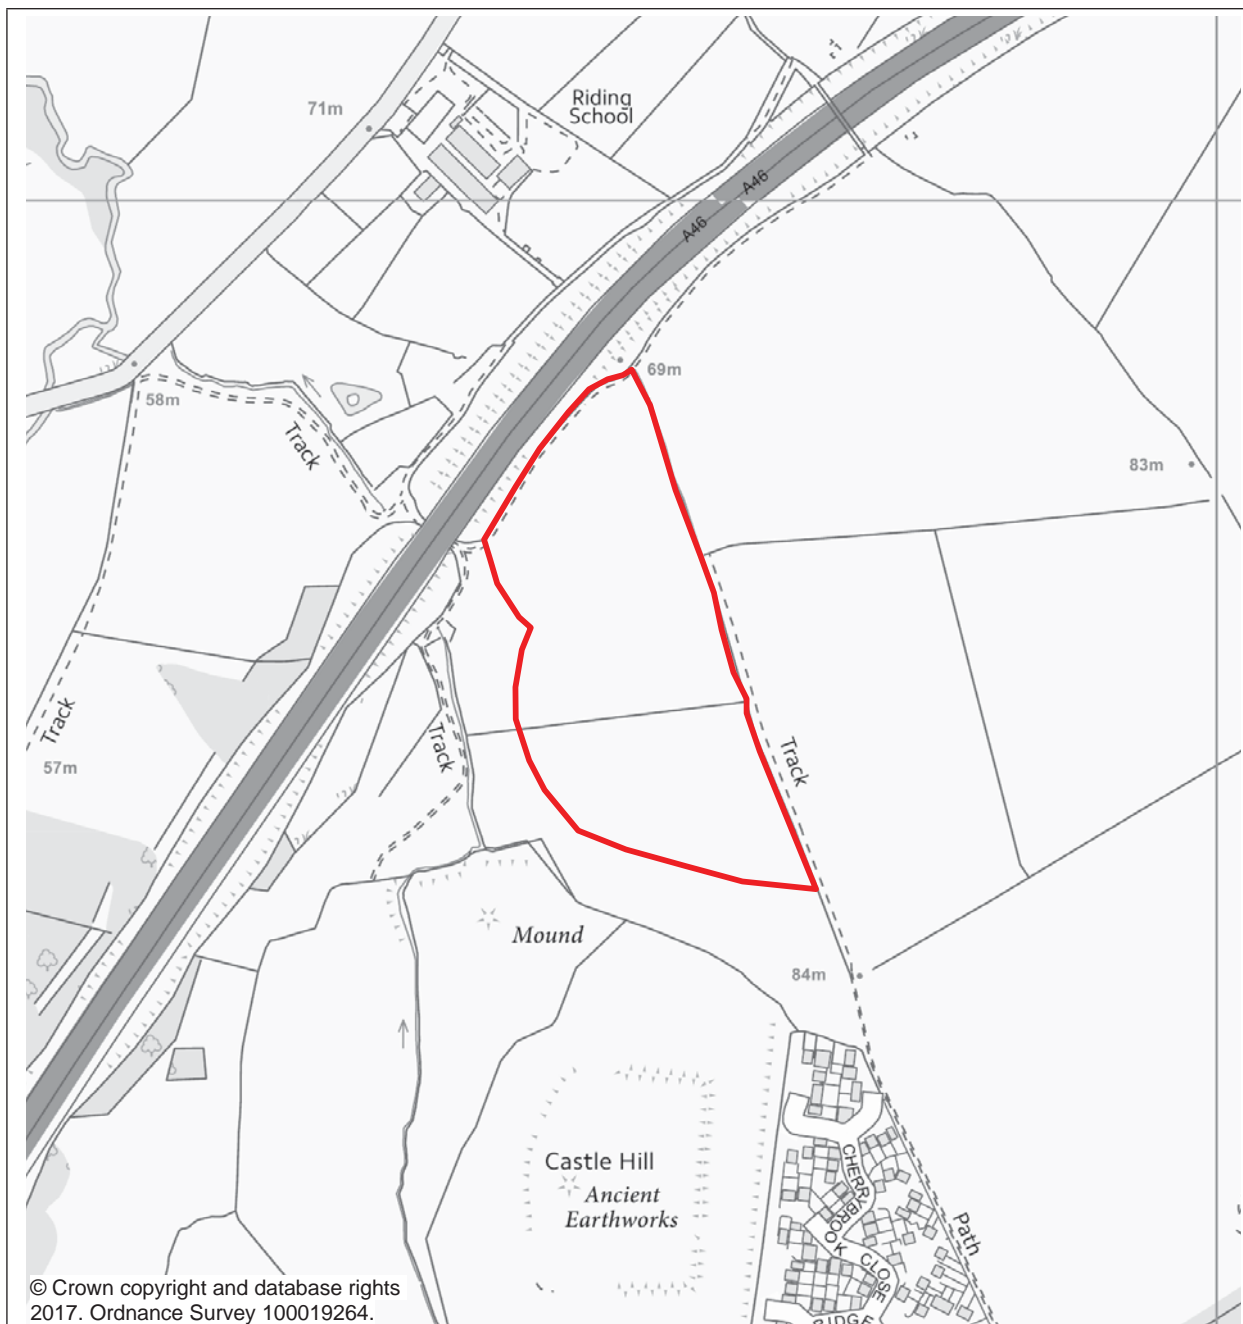 Riding
School
71m
A46
A46
69m
58m
Track
83m
Track
57m
Track
Track
Mound
84m
Castle Hill
Ancient
Earthworks
CHERRYBROOK
CLOSE
Path
RIDGE
© Crown copyright and database rights
2017. Ordnance Survey 100019264.